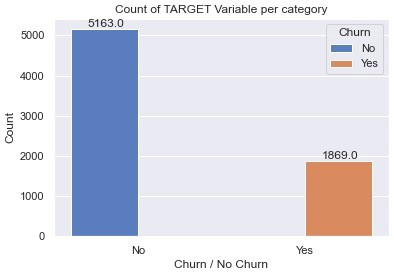 Count of TARGET Variable per category
5163.0
Churn
No
Yes
1869.0
5000
4000
3000
2000
1000
0
Count
No
Yes
Churn / No Churn